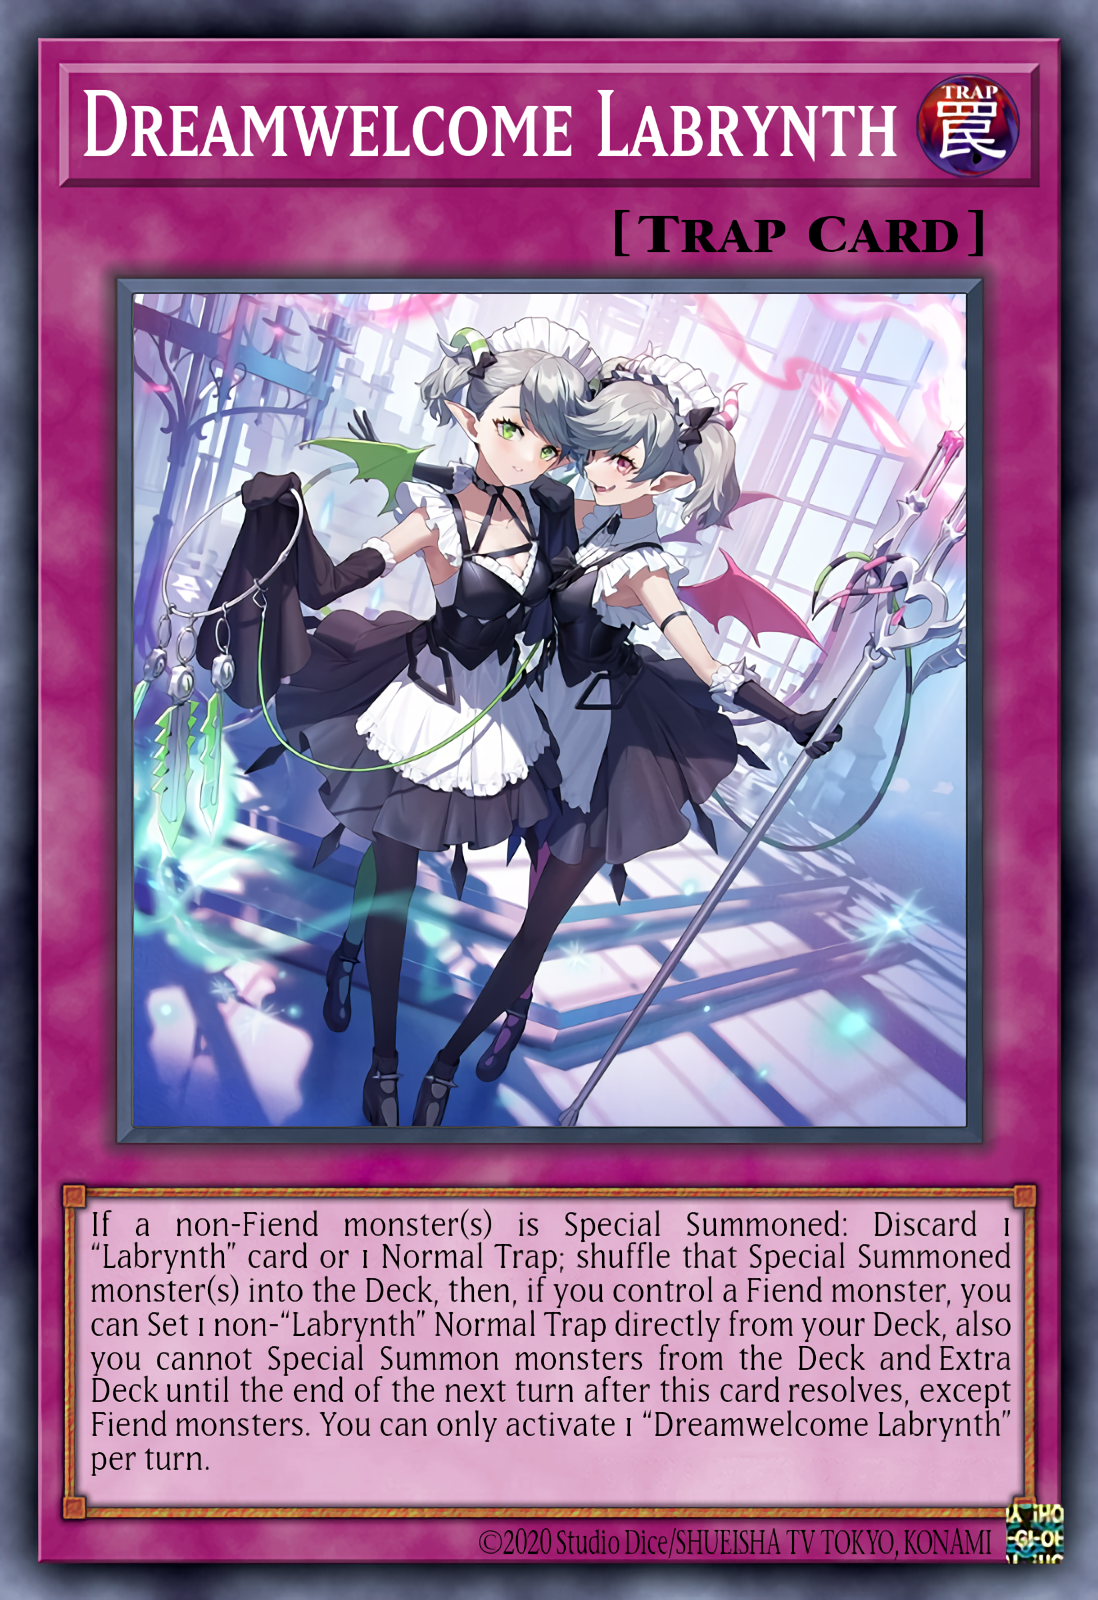 DREAMWELCOME LABRYNTH
TRAP
罠
[TRAP CARD]
If a non-Fiend monster(s) is Special Summoned: Discard 1
“Labrynth” card or 1 Normal Trap; shuffle that Special Summoned
monster(s) into the Deck, then, if you control a Fiend monster, you
can Set 1 non-“Labrynth” Normal Trap directly from your Deck, also
you cannot Special Summon monsters from the Deck and Extra
Deck until the end of the next turn after this card resolves, except
Fiend monsters. You can only activate 1 “Dreamwelcome Labrynth”
per turn.
©2020 Studio Dice/SHUEISHA TV TOKYO, KONAMI